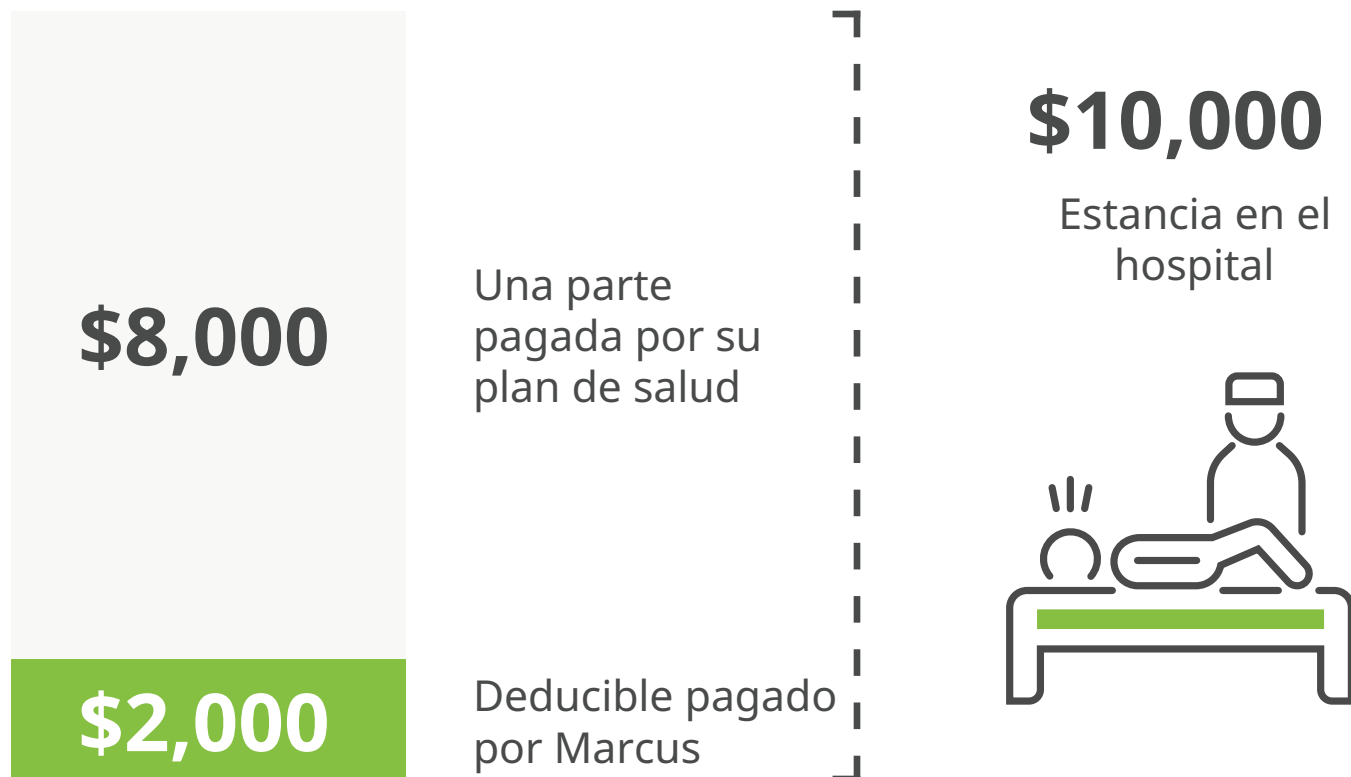 $8,000
Una parte
pagada por su
plan de salud
$2,000
Deducible pagado
por Marcus
$10,000
Estancia en el
hospital